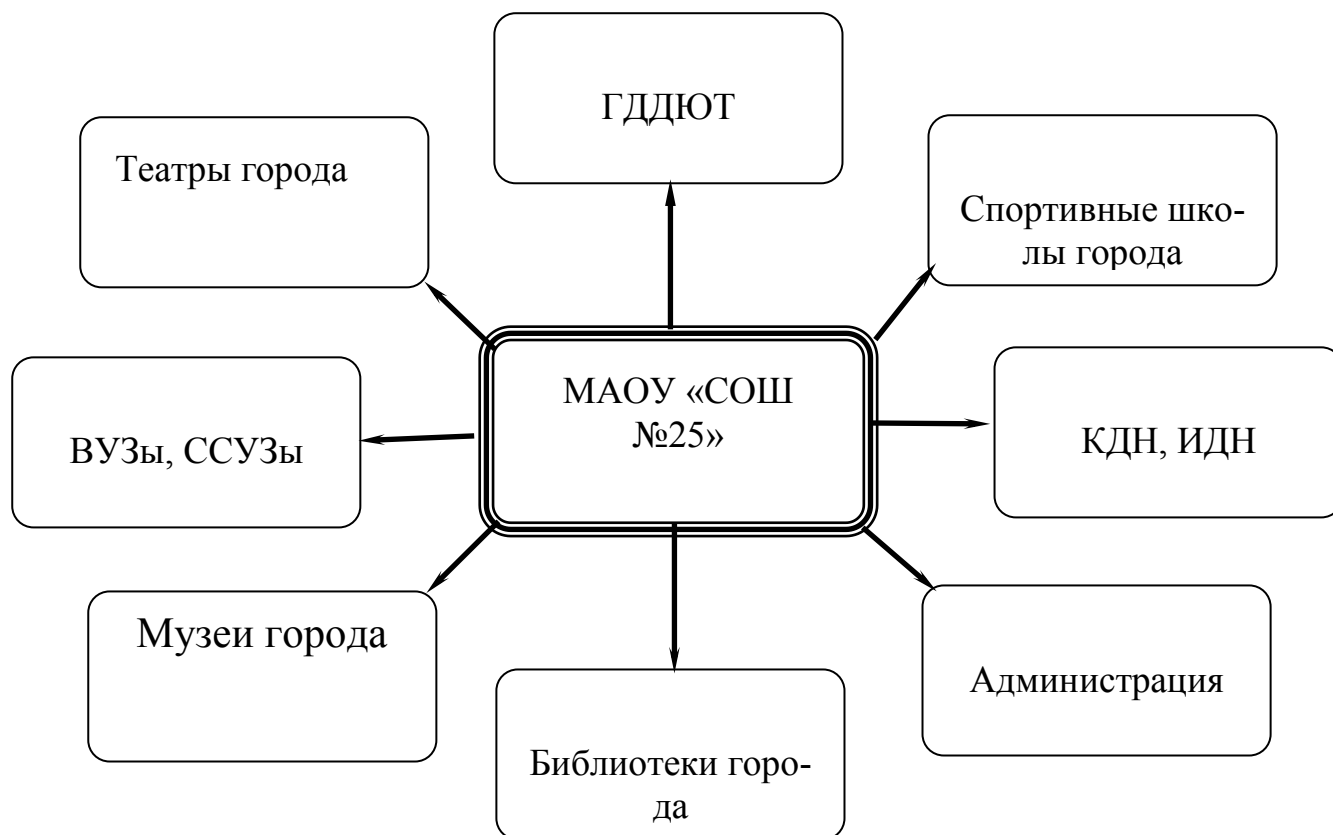 ГДДЮТ
Театры города
Спортивные шко-
лы города
МАОУ «СОШ
№25»
ВУЗы, ССУЗы
КДН, ИДН
Музеи города
Администрация
Библиотеки горо-
да